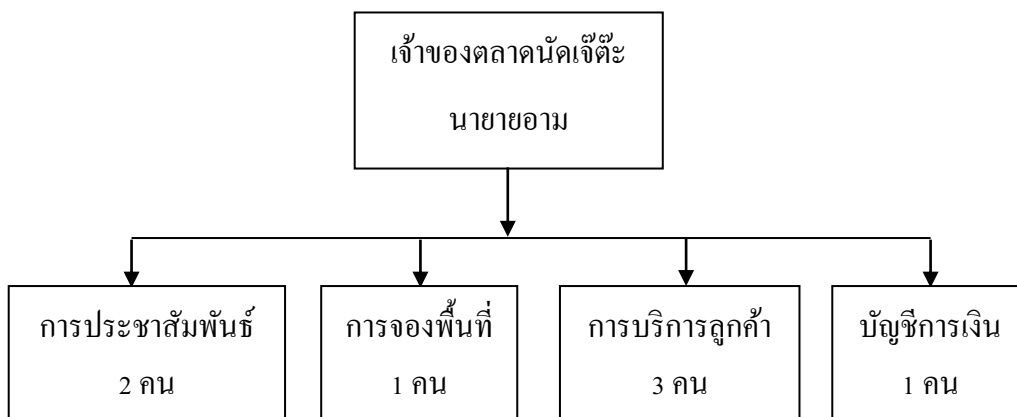 เจ้าของตลาดนัดเจ๊ต๊ะ
นายายอาม
การประชาสัมพันธ์
2 คน
การจองพื้นที่
1 คน
การบริการลูกค้า
3 คน
บัญชีการเงิน
1 คน